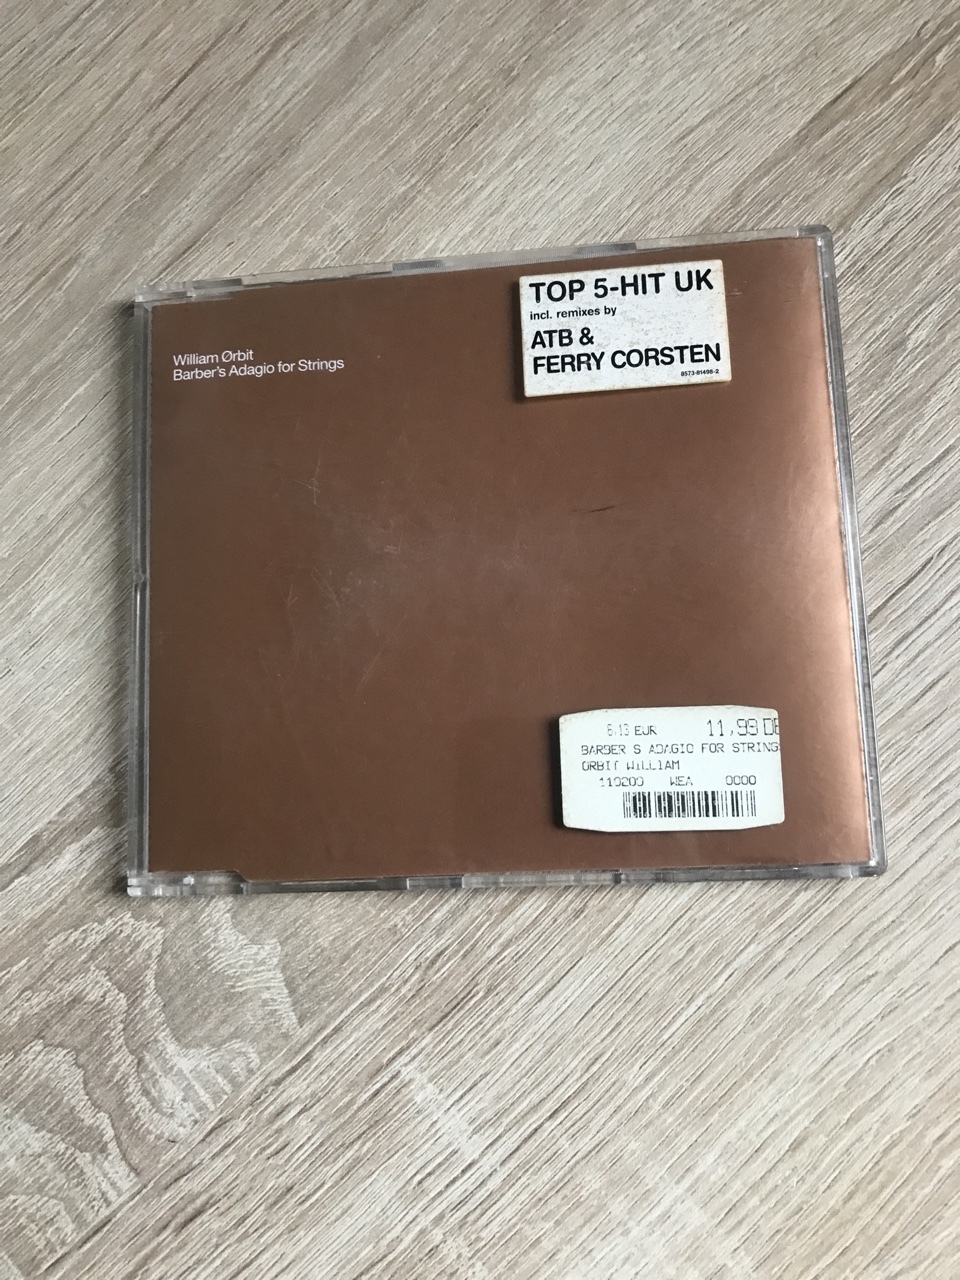 William Ørbit
Barber's Adagio for Strings
TOP 5-HIT UK
incl. remixes by
ATB &
FERRY CORSTEN
8573-81498-2
6,13 EUR 11,99 DE
BARBER S ADAGIO FOR STRING
ORBIT WILLIAM
110200 WEA 0000